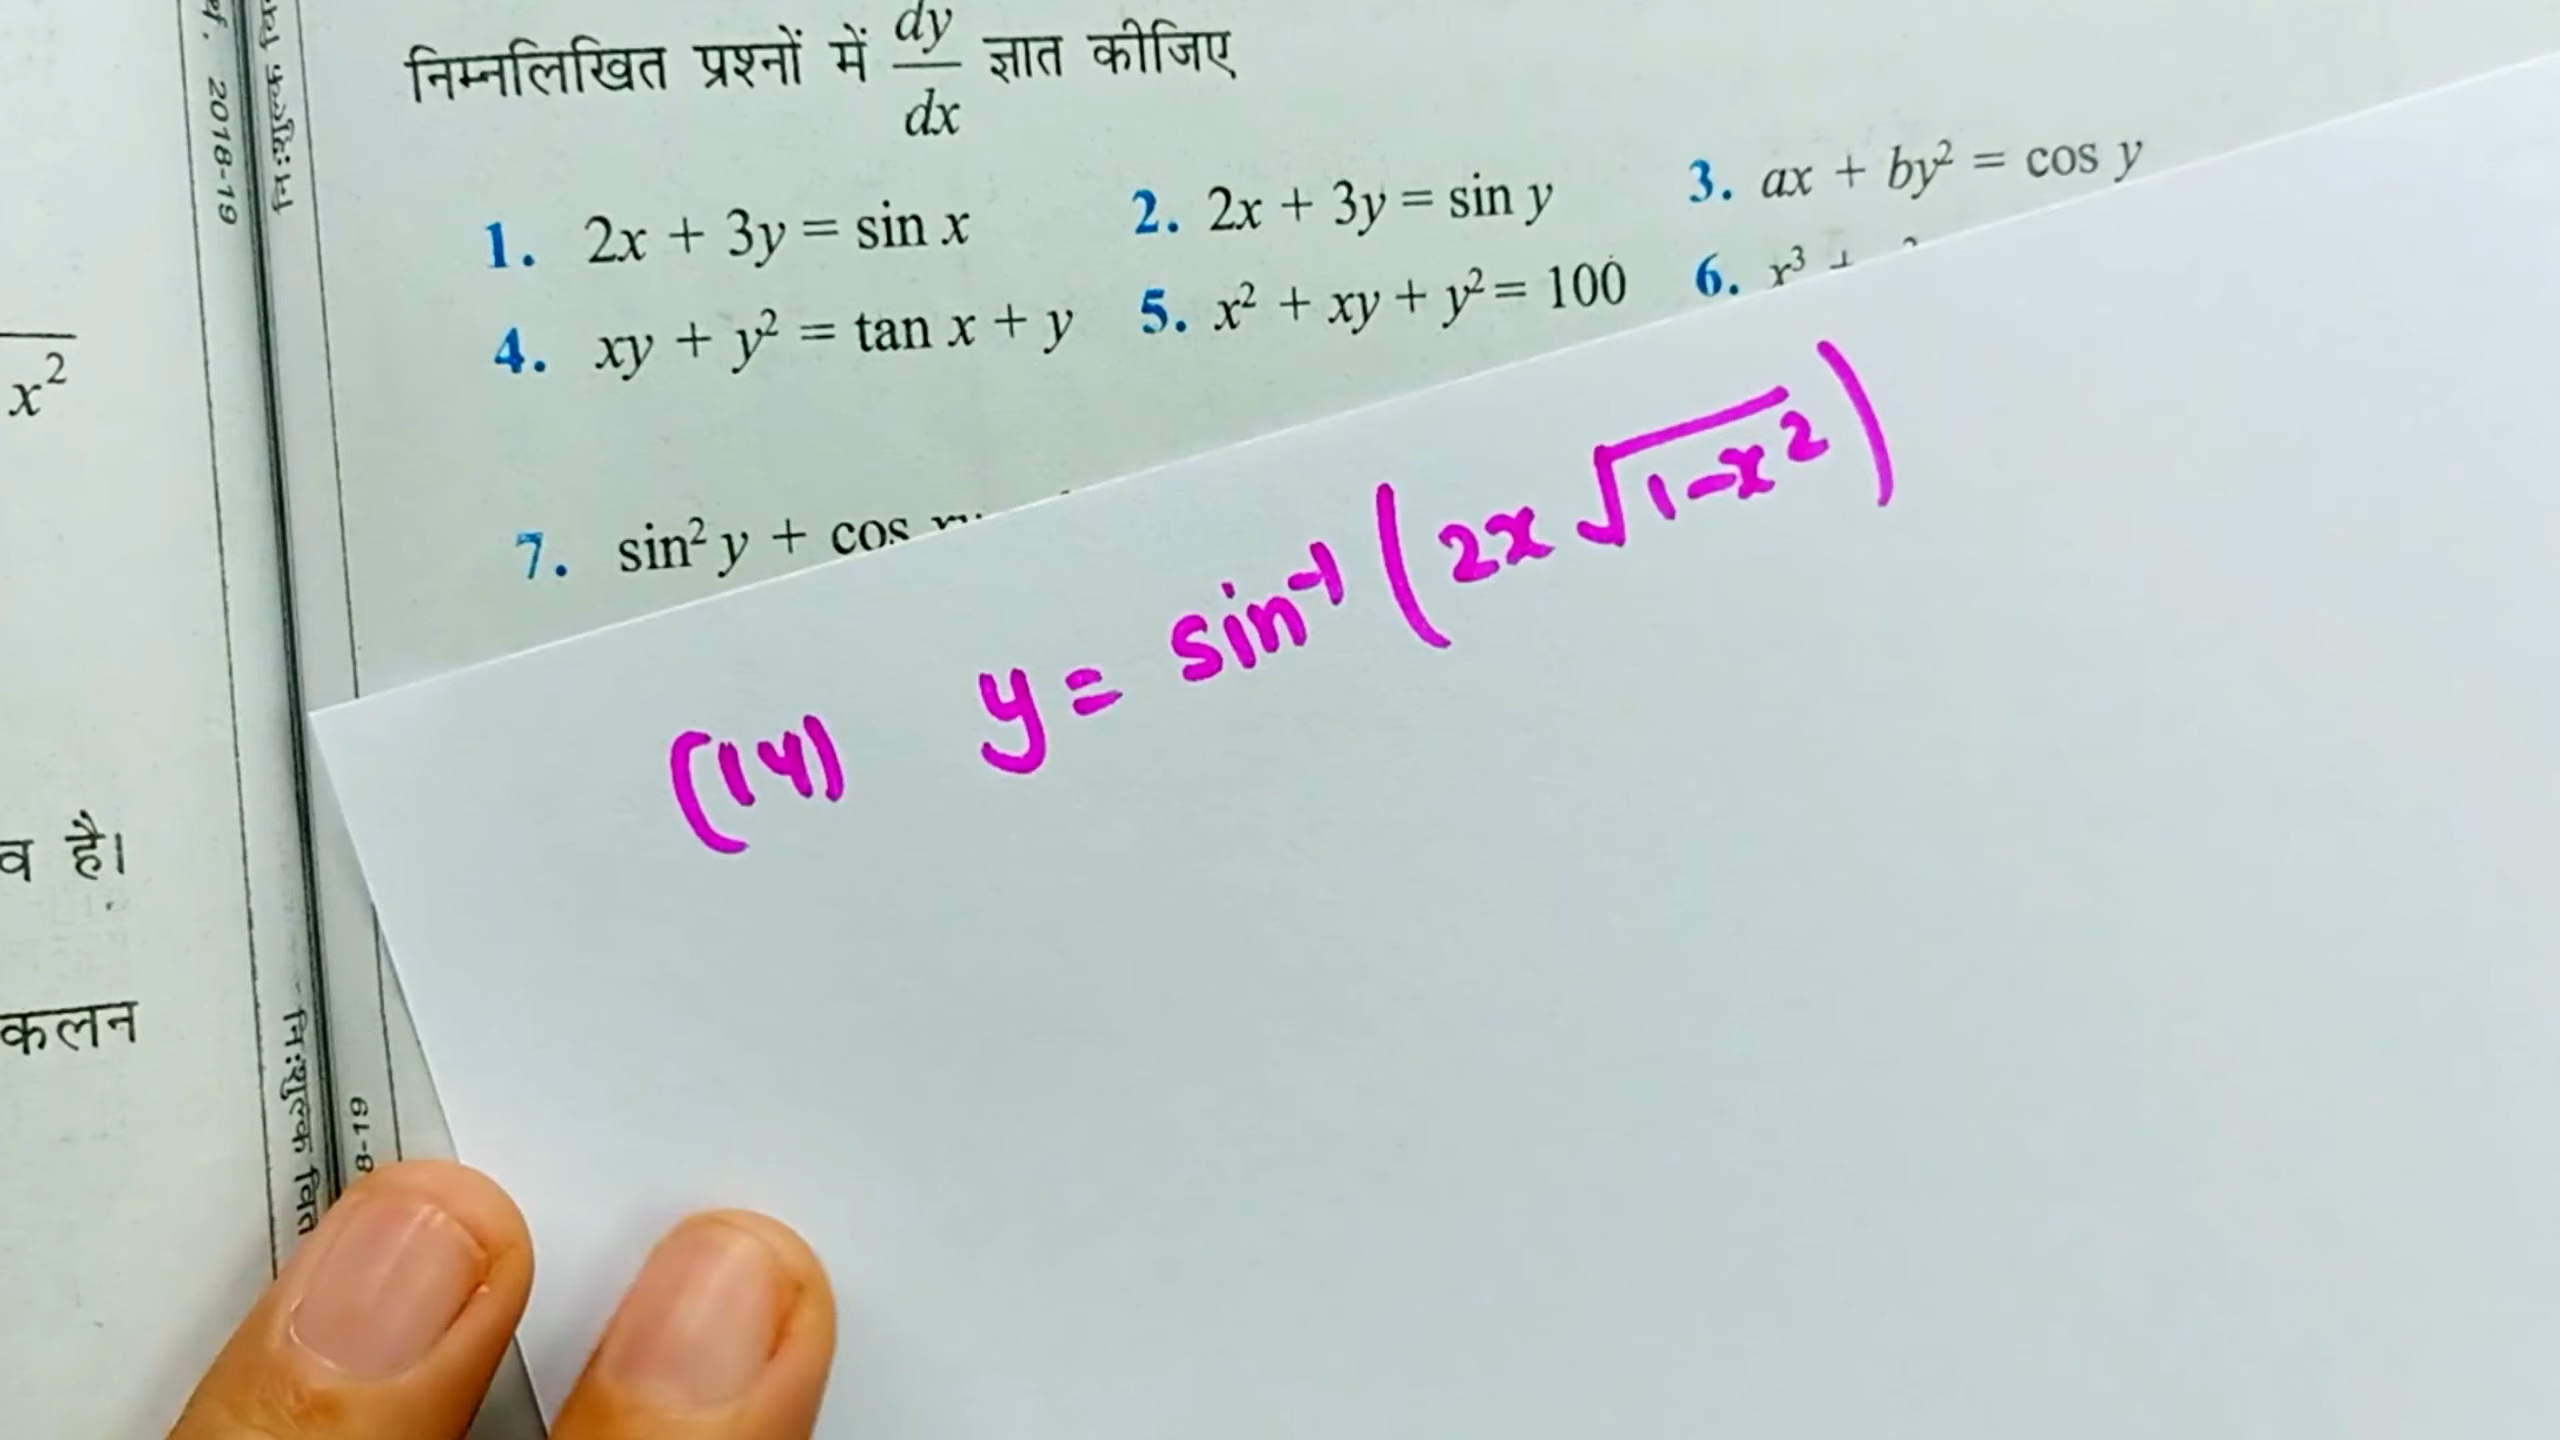 निम्नलिखित प्रश्नों में dy/dx ज्ञात कीजिए
1. 2x + 3y = sin x 2. 2x + 3y = sin y 3. ax + by² = cos y
4. xy + y² = tan x + y 5. x² + xy + y² = 100 6. x³ +
7. sin² y + cos
(14) y = sin⁻¹ (2x √1-x²)
x²
व है।
कलन
2018-19
निःशुल्क वित
8-19